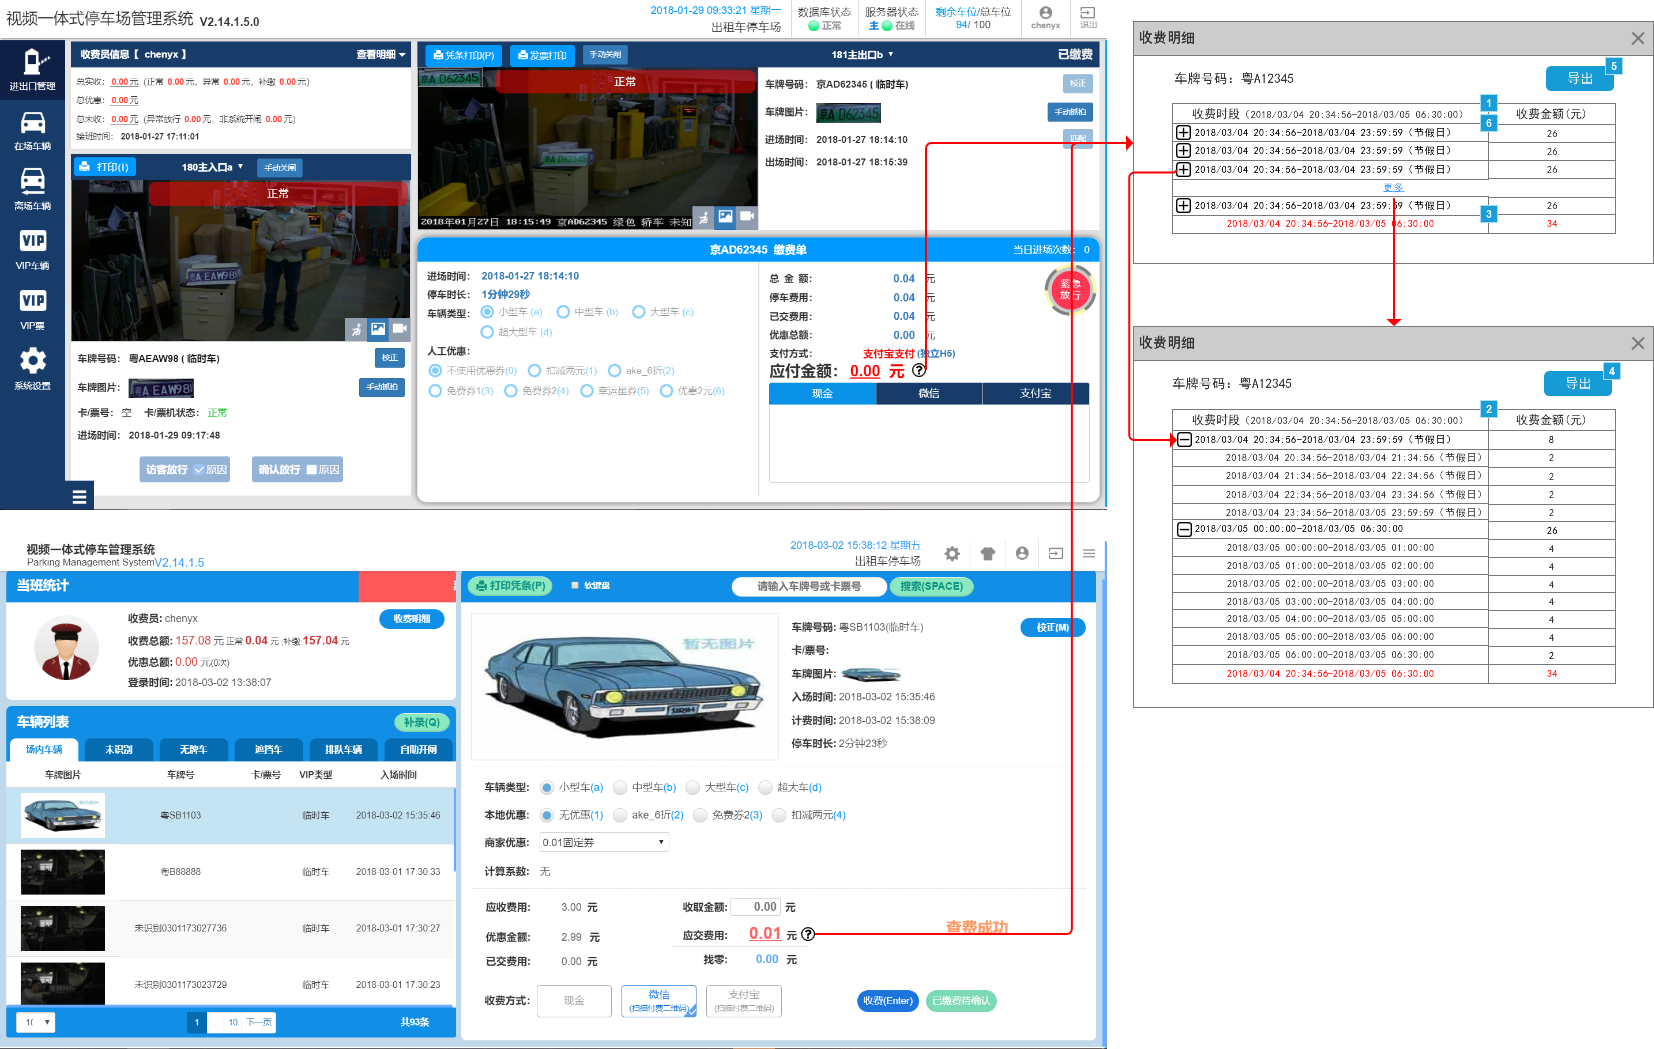 视频一体式停车场管理系统 V2.14.1.5.0
2018-01-29 09:33:21 星期一
出租车停车场
数据库状态
正常
服务器状态
主 在线
剩余车位/总车位
94/ 100
chenyx
退出
进出口管理
在场车辆
离场车辆
VIP
VIP车辆
VIP
VIP票
系统设置
收费员信息【 chenyx 】
查看明细
总实收: 0.00 元 (正常 0.00 元, 异常 0.00 元, 补缴 0.00 元)
总优惠: 0.00 元
总未收: 0.00 元 (异常放行 0.00 元, 非系统开闸 0.00 元)
接班时间: 2018-01-27 17:11:01
打印(I)
180主入口a
手动关闸
正常
车牌号码: 粤AEAW98 ( 临时车)
校正
车牌图片:
手动抓拍
卡/票号: 空 卡/票机状态: 正常
进场时间: 2018-01-29 09:17:48
访客放行 原因
确认放行 原因
凭条打印(P)
发票打印
手动关闸
181主出口b
已缴费
正常
2018年01月27日 18:15:49 京AD62345 绿色 轿车 未知
车牌号码: 京AD62345 ( 临时车)
校正
车牌图片:
手动抓拍
进场时间: 2018-01-27 18:14:10
匹配
出场时间: 2018-01-27 18:15:39
京AD62345 缴费单
当日进场次数: 0
进场时间: 2018-01-27 18:14:10
停车时长: 1分钟29秒
车辆类型: 小型车 (a) 中型车 (b) 大型车 (c)
超大型车 (d)
人工优惠:
不使用优惠券(0) 扣减两元(1) ake_6折(2)
免费券1(3) 免费券2(4) 幸运星券(5) 优惠2元(6)
总 金 额: 0.04 元
停车费用: 0.04 元
已交费用: 0.04 元
优惠总额: 0.00 元
支付方式: 支付宝支付 (独立H5)
应付金额: 0.00 元 ?
紧急
放行
现金 微信 支付宝
视频一体式停车管理系统
Parking Management System V2.14.1.5
2018-03-02 15:38:12 星期五
出租车停车场
当班统计
收费员: chenyx
收费明细
收费总额: 157.08 元 正常 0.04 元 补缴 157.04 元
优惠总额: 0.00 元(0次)
登录时间: 2018-03-02 13:38:07
车辆列表
补录(Q)
场内车辆 未识别 无牌车 遮挡车 排队车辆 自助开闸
车牌图片 车牌号 卡/票号 VIP类型 入场时间
粤SB1103 临时车 2018-03-02 15:35:46
粤B88888 临时车 2018-03-01 17:30:33
未识别0301173027736 临时车 2018-03-01 17:30:27
未识别0301173023729 临时车 2018-03-01 17:30:23
1 10 下一页
共93条
打印凭条(P)
软键盘
请输入车牌号或卡票号
搜索(SPACE)
暂无图片
车牌号码: 粤SB1103(临时车)
校正(M)
卡/票号:
车牌图片:
入场时间: 2018-03-02 15:35:46
计费时间: 2018-03-02 15:38:09
停车时长: 2分钟23秒
车辆类型: 小型车(a) 中型车(b) 大型车(c) 超大车(d)
本地优惠: 无优惠(1) ake_6折(2) 免费券2(3) 扣减两元(4)
商家优惠: 0.01固定券
计算系数: 无
应收费用: 3.00 元
收取金额: 0.00 元
优惠金额: 2.99 元
应交费用: 0.01 元 ?
查费成功
已交费用: 0.00 元
找零: 0.00 元
收费方式: 现金
微信
(扫描付费二维码)
支付宝
(扫描付费二维码)
收费(Enter)
已缴费待确认
收费明细
车牌号码: 粤A12345
导出
5
收费时段 (2018/03/04 20:34:56-2018/03/05 06:30:00) 1 收费金额(元)
6
2018/03/04 20:34:56-2018/03/04 23:59:59 (节假日) 26
2018/03/04 20:34:56-2018/03/04 23:59:59 (节假日) 26
2018/03/04 20:34:56-2018/03/04 23:59:59 (节假日) 26
更多
2018/03/04 20:34:56-2018/03/04 23:59:59 (节假日) 26
3
2018/03/04 20:34:56-2018/03/05 06:30:00 34
收费明细
车牌号码: 粤A12345
导出
4
收费时段 (2018/03/04 20:34:56-2018/03/05 06:30:00) 2 收费金额(元)
2018/03/04 20:34:56-2018/03/04 23:59:59 (节假日) 8
2018/03/04 20:34:56-2018/03/04 21:34:56 (节假日) 2
2018/03/04 21:34:56-2018/03/04 22:34:56 (节假日) 2
2018/03/04 22:34:56-2018/03/04 23:34:56 (节假日) 2
2018/03/04 23:34:56-2018/03/05 23:59:59 (节假日) 2
2018/03/05 00:00:00-2018/03/05 06:30:00 26
2018/03/05 00:00:00-2018/03/05 01:00:00 4
2018/03/05 01:00:00-2018/03/05 02:00:00 4
2018/03/05 02:00:00-2018/03/05 03:00:00 4
2018/03/05 03:00:00-2018/03/05 04:00:00 4
2018/03/05 04:00:00-2018/03/05 05:00:00 4
2018/03/05 05:00:00-2018/03/05 06:00:00 4
2018/03/05 06:00:00-2018/03/05 06:30:00 2
2018/03/04 20:34:56-2018/03/05 06:30:00 34